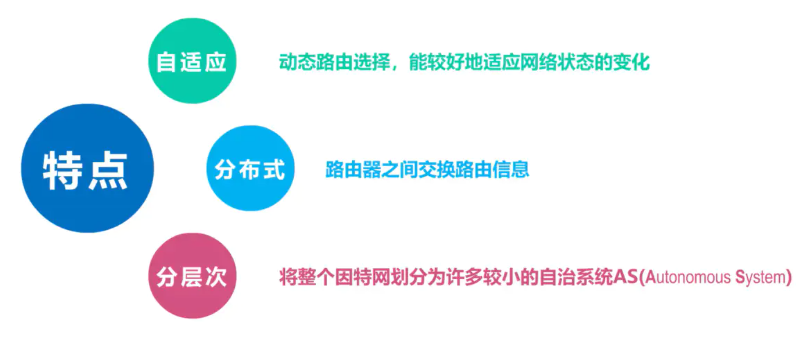 特点
自适应
动态路由选择，能较好地适应网络状态的变化
分布式
路由器之间交换路由信息
分层次
将整个因特网划分为许多较小的自治系统AS(Autonomous System)